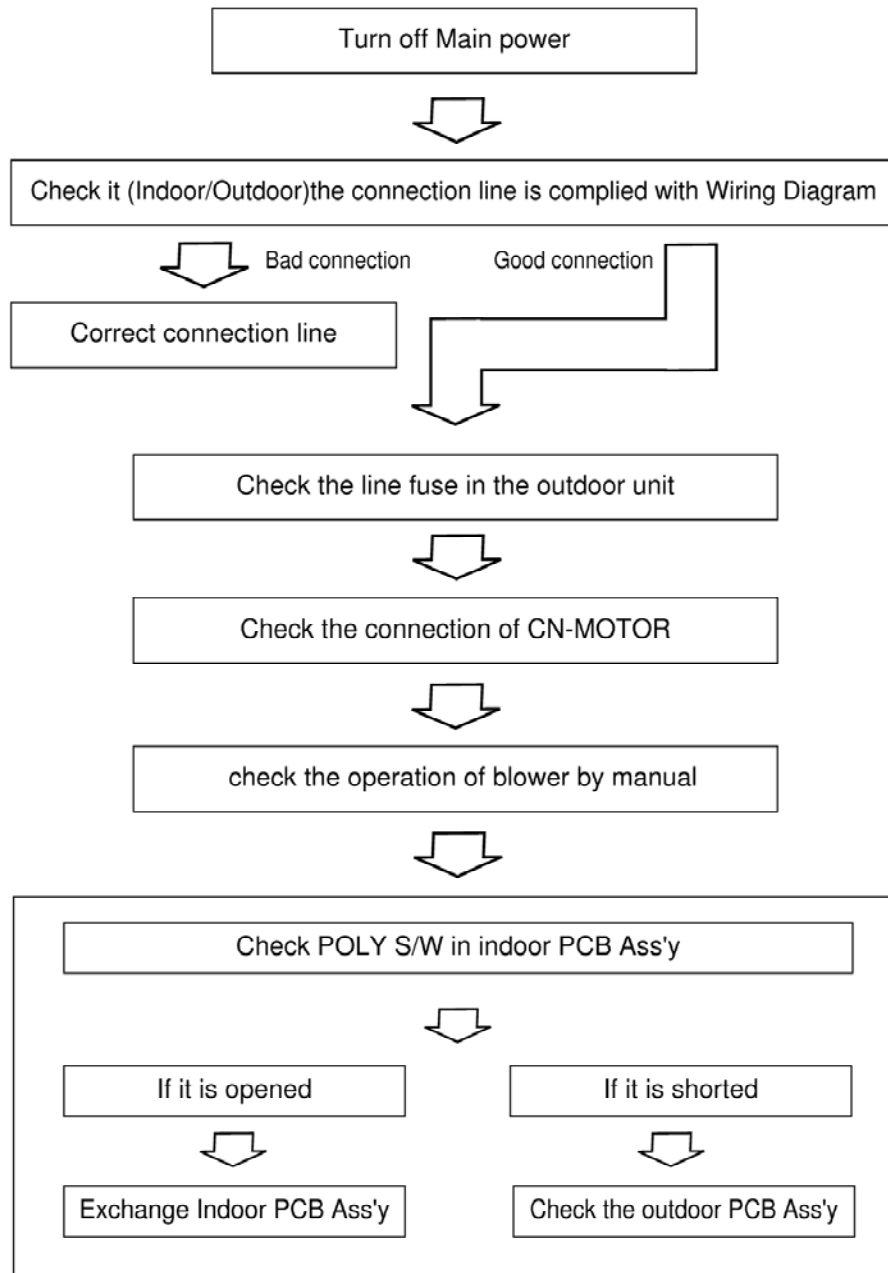 Turn off Main power
Check it (Indoor/Outdoor)the connection line is complied with Wiring Diagram
Bad connection
Good connection
Correct connection line
Check the line fuse in the outdoor unit
Check the connection of CN-MOTOR
check the operation of blower by manual
Check POLY S/W in indoor PCB Ass'y
If it is opened
If it is shorted
Exchange Indoor PCB Ass'y
Check the outdoor PCB Ass'y